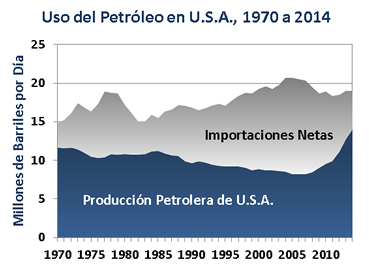 Uso del Petróleo en U.S.A., 1970 a 2014
Millones de Barriles por Día
25
20
15
10
5
0
Importaciones Netas
Producción Petrolera de U.S.A.
1970 1975 1980 1985 1990 1995 2000 2005 2010